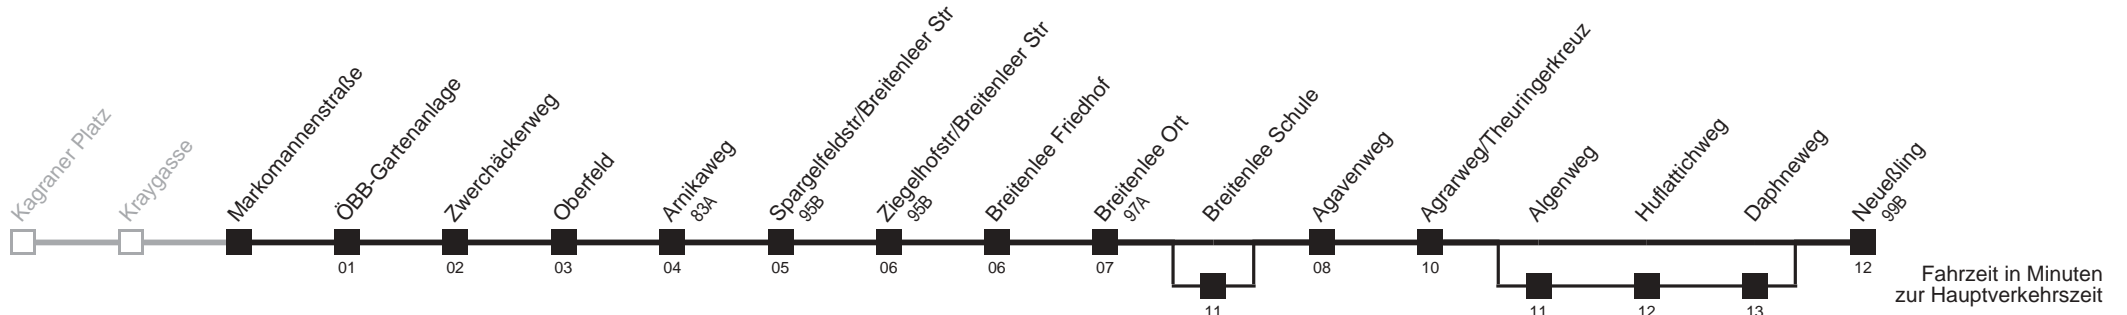 Kagraner Platz
Kraygasse
Markomannenstraße
ÖBB-Gartenanlage
Zwerchäckerweg
Oberfeld
Arnikaweg
83A
Spargelfeldstr/Breitenleer Str
95B
Ziegelhofstr/Breitenleer Str
95B
Breitenlee Friedhof
Breitenlee Ort
97A
Breitenlee Schule
Agavenweg
Agrarweg/Theuringerkreuz
Algenweg
Huflattichweg
Daphneweg
Neueßling
99B
01
02
03
04
05
06
06
07
08
10
12
11
11
12
13
Fahrzeit in Minuten
zur Hauptverkehrszeit